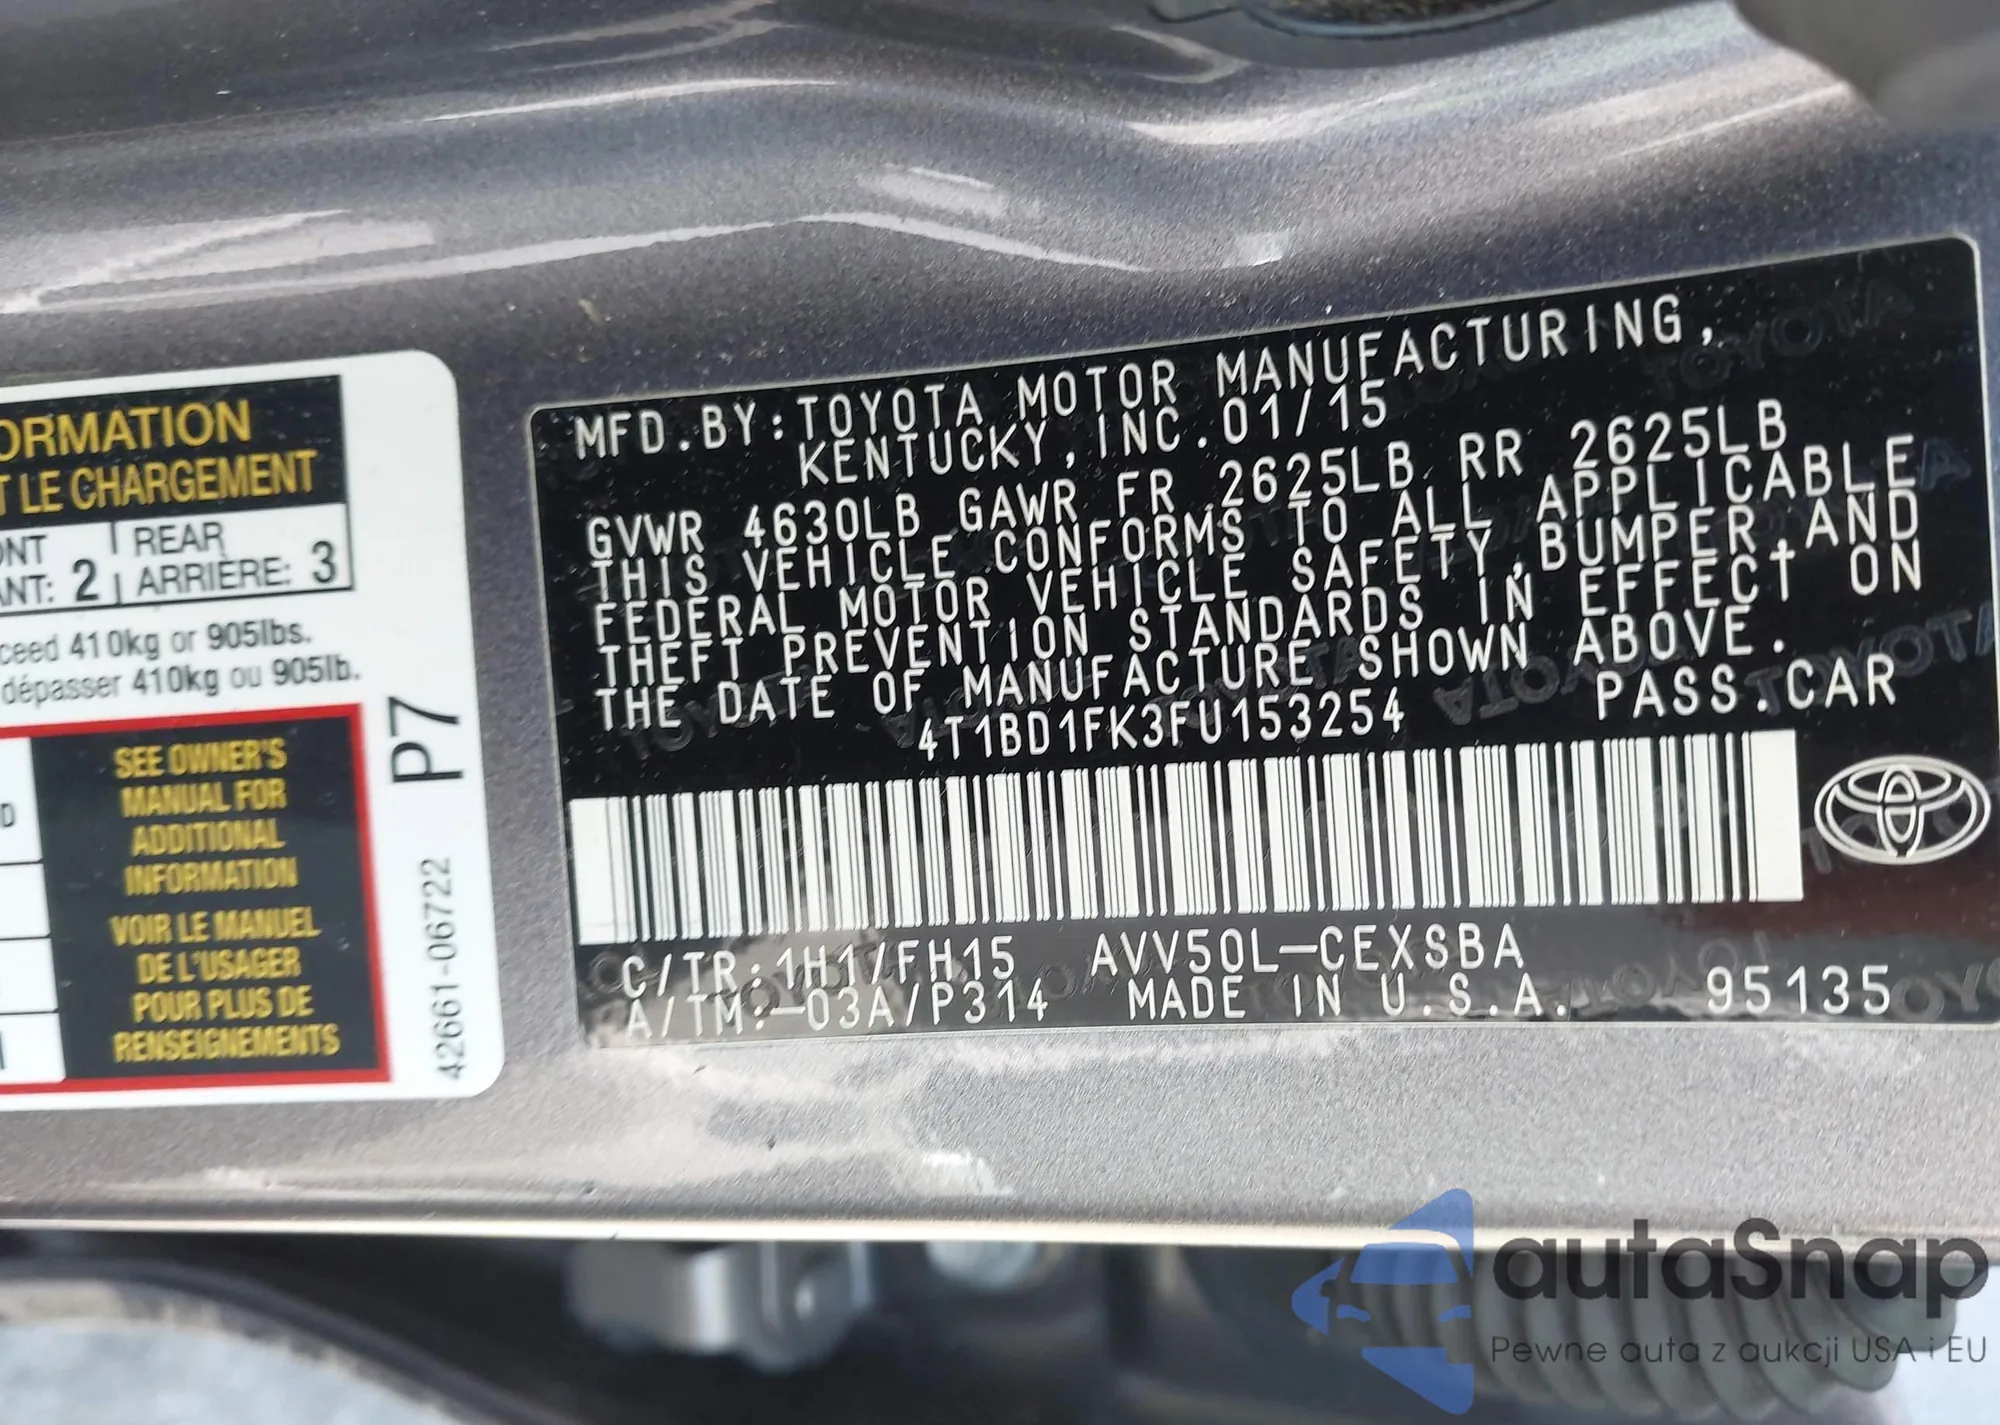 ORMATION
T LE CHARGEMENT
ONT
REAR
ANT: 2
ARRIÈRE: 3
ceed 410kg or 905lbs.
dépasser 410kg ou 905lb.
SEE OWNER'S
MANUAL FOR
ADDITIONAL
INFORMATION
VOIR LE MANUEL
DE L'USAGER
POUR PLUS DE
RENSEIGNEMENTS
P7
42661-06722
MFD.BY:TOYOTA MOTOR MANUFACTURING,
KENTUCKY,INC.01/15
GVWR 4630LB GAWR FR 2625LB RR 2625LB
THIS VEHICLE CONFORMS TO ALL APPLICABLE
FEDERAL MOTOR VEHICLE SAFETY,BUMPER,AND
THEFT PREVENTION STANDARDS IN EFFECT ON
THE DATE OF MANUFACTURE SHOWN ABOVE.
4T1BD1FK3FU153254 PASS.CAR
C/TR:1H1/FH15 AVV50L-CEXSBA
A/TM:-03A/P314 MADE IN U.S.A. 95135
autaSnap
Pewne auta z aukcji USA i EU